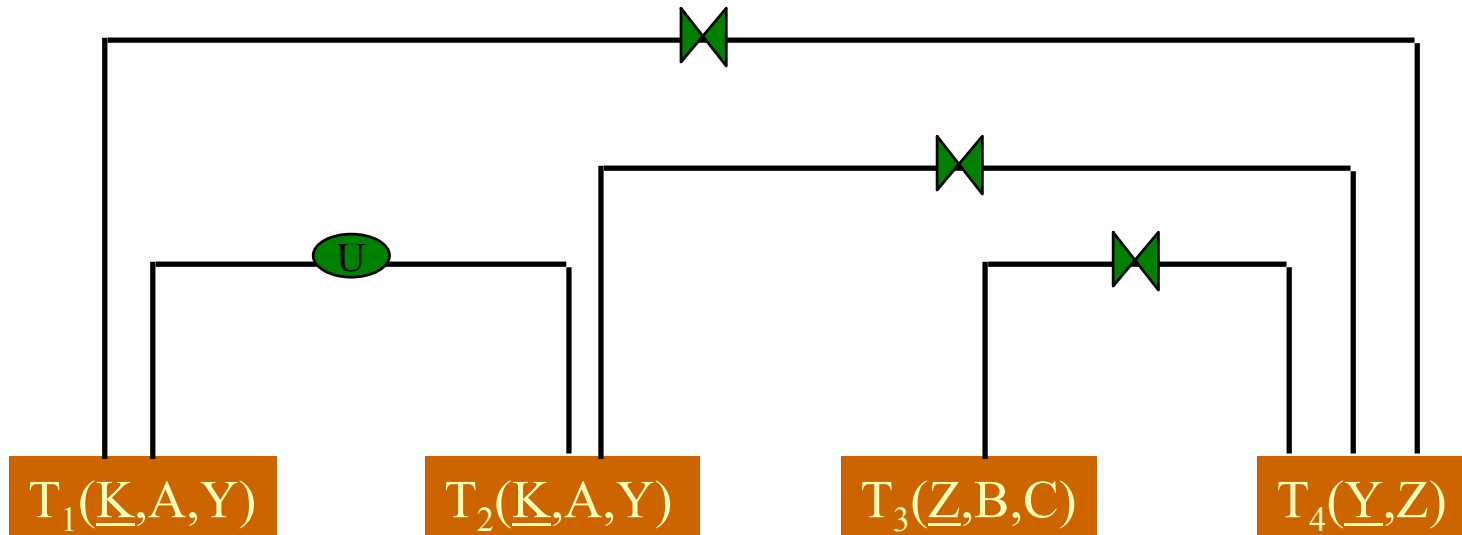 U
T₁(K,A,Y)
T₂(K,A,Y)
T₃(Z,B,C)
T₄(Y,Z)